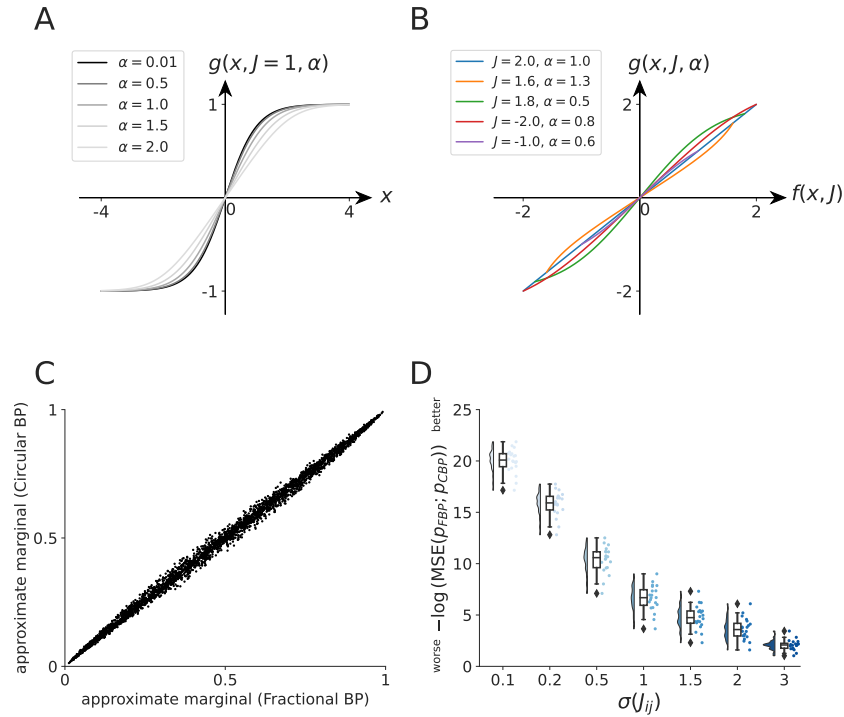 A
α = 0.01
α = 0.5
α = 1.0
α = 1.5
α = 2.0
g(x, J = 1, α)
1
x
-4
0
4
-1
B
J = 2.0, α = 1.0
J = 1.6, α = 1.3
J = 1.8, α = 0.5
J = -2.0, α = 0.8
J = -1.0, α = 0.6
g(x, J, α)
2
f(x, J)
-2
0
2
-2
C
approximate marginal (Circular BP)
1
0.5
0
0
0.5
1
approximate marginal (Fractional BP)
D
better
−log (MSE(p_FBP; p_CBP))
worse
25
20
15
10
5
0
0.1
0.2
0.5
1
1.5
2
3
σ(J_ij)